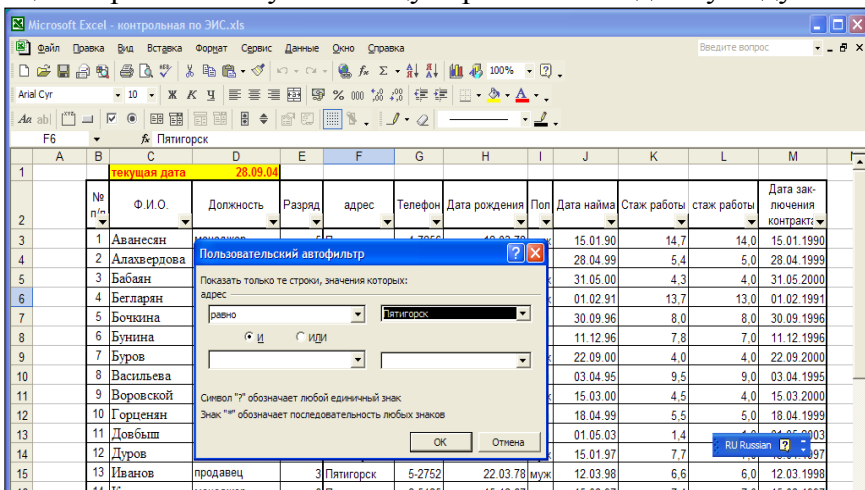 Microsoft Excel - контрольная по ЭИС.xls
Файл Правка Вид Вставка Формат Сервис Данные Окно Справка Введите вопрос
100%
Arial Cyr 10 Ж К Ч % 000
Aa ab|
F6 fx Пятигорск
A B C D E F G H I J K L M
1 текущая дата 28.09.04
2 № п/п Ф.И.О. Должность Разряд адрес Телефон Дата рождения Пол Дата найма Стаж работы стаж работы Дата зак-лючения контракта
3 1 Аванесян 15.01.90 14,7 14,0 15.01.1990
4 2 Алахвердова 28.04.99 5,4 5,0 28.04.1999
5 3 Бабаян 31.05.00 4,3 4,0 31.05.2000
6 4 Бегларян 01.02.91 13,7 13,0 01.02.1991
7 5 Бочкина 30.09.96 8,0 8,0 30.09.1996
8 6 Бунина 11.12.96 7,8 7,0 11.12.1996
9 7 Буров 22.09.00 4,0 4,0 22.09.2000
10 8 Васильева 03.04.95 9,5 9,0 03.04.1995
11 9 Воровской 15.03.00 4,5 4,0 15.03.2000
12 10 Горценян 18.04.99 5,5 5,0 18.04.1999
13 11 Довбыш 01.05.03 1,4
14 12 Дуров 15.01.97 7,7
15 13 Иванов продавец 3 Пятигорск 5-2752 22.03.78 муж 12.03.98 6,6 6,0 12.03.1998
Пользовательский автофильтр
Показать только те строки, значения которых:
адрес
равно Пятигорск
И ИЛИ
Символ "?" обозначает любой единичный знак
Знак "*" обозначает последовательность любых знаков
ОК Отмена
RU Russian